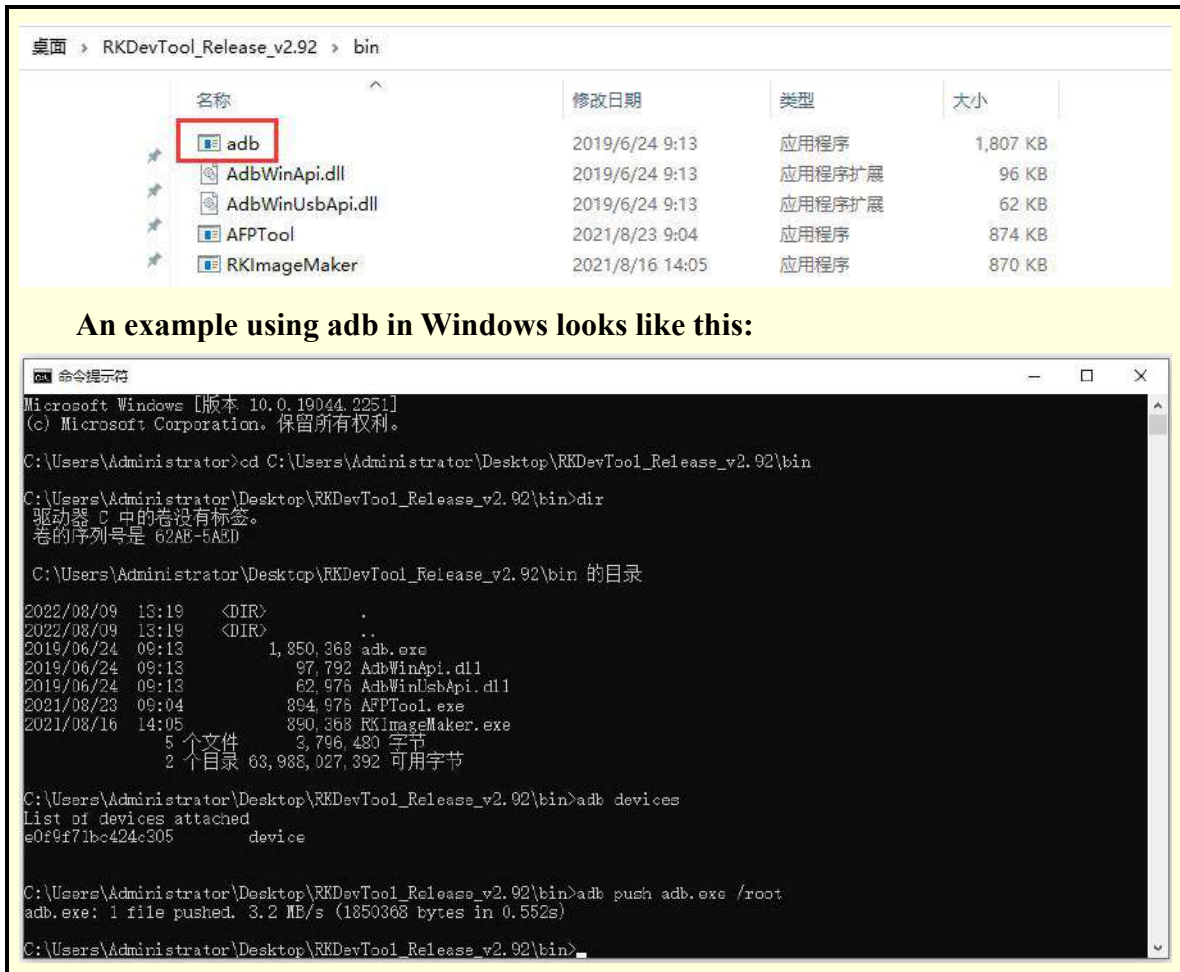 桌面 › RKDevTool_Release_v2.92 › bin
名称 修改日期 类型 大小
adb 2019/6/24 9:13 应用程序 1,807 KB
AdbWinApi.dll 2019/6/24 9:13 应用程序扩展 96 KB
AdbWinUsbApi.dll 2019/6/24 9:13 应用程序扩展 62 KB
AFPTool 2021/8/23 9:04 应用程序 874 KB
RKImageMaker 2021/8/16 14:05 应用程序 870 KB
An example using adb in Windows looks like this:
命令提示符
Microsoft Windows [版本 10.0.19044.2251]
(c) Microsoft Corporation。保留所有权利。
C:\Users\Administrator>cd C:\Users\Administrator\Desktop\RKDevTool_Release_v2.92\bin
C:\Users\Administrator\Desktop\RKDevTool_Release_v2.92\bin>dir
驱动器 C 中的卷没有标签。
卷的序列号是 62AE-5AED
C:\Users\Administrator\Desktop\RKDevTool_Release_v2.92\bin 的目录
2022/08/09 13:19 <DIR> .
2022/08/09 13:19 <DIR> ..
2019/06/24 09:13 1,850,368 adb.exe
2019/06/24 09:13 97,792 AdbWinApi.dll
2019/06/24 09:13 62,976 AdbWinUsbApi.dll
2021/08/23 09:04 894,976 AFPTool.exe
2021/08/16 14:05 890,368 RKImageMaker.exe
5 个文件 3,796,480 字节
2 个目录 63,988,027,392 可用字节
C:\Users\Administrator\Desktop\RKDevTool_Release_v2.92\bin>adb devices
List of devices attached
e0f9f71bc424c305 device
C:\Users\Administrator\Desktop\RKDevTool_Release_v2.92\bin>adb push adb.exe /root
adb.exe: 1 file pushed. 3.2 MB/s (1850368 bytes in 0.552s)
C:\Users\Administrator\Desktop\RKDevTool_Release_v2.92\bin>